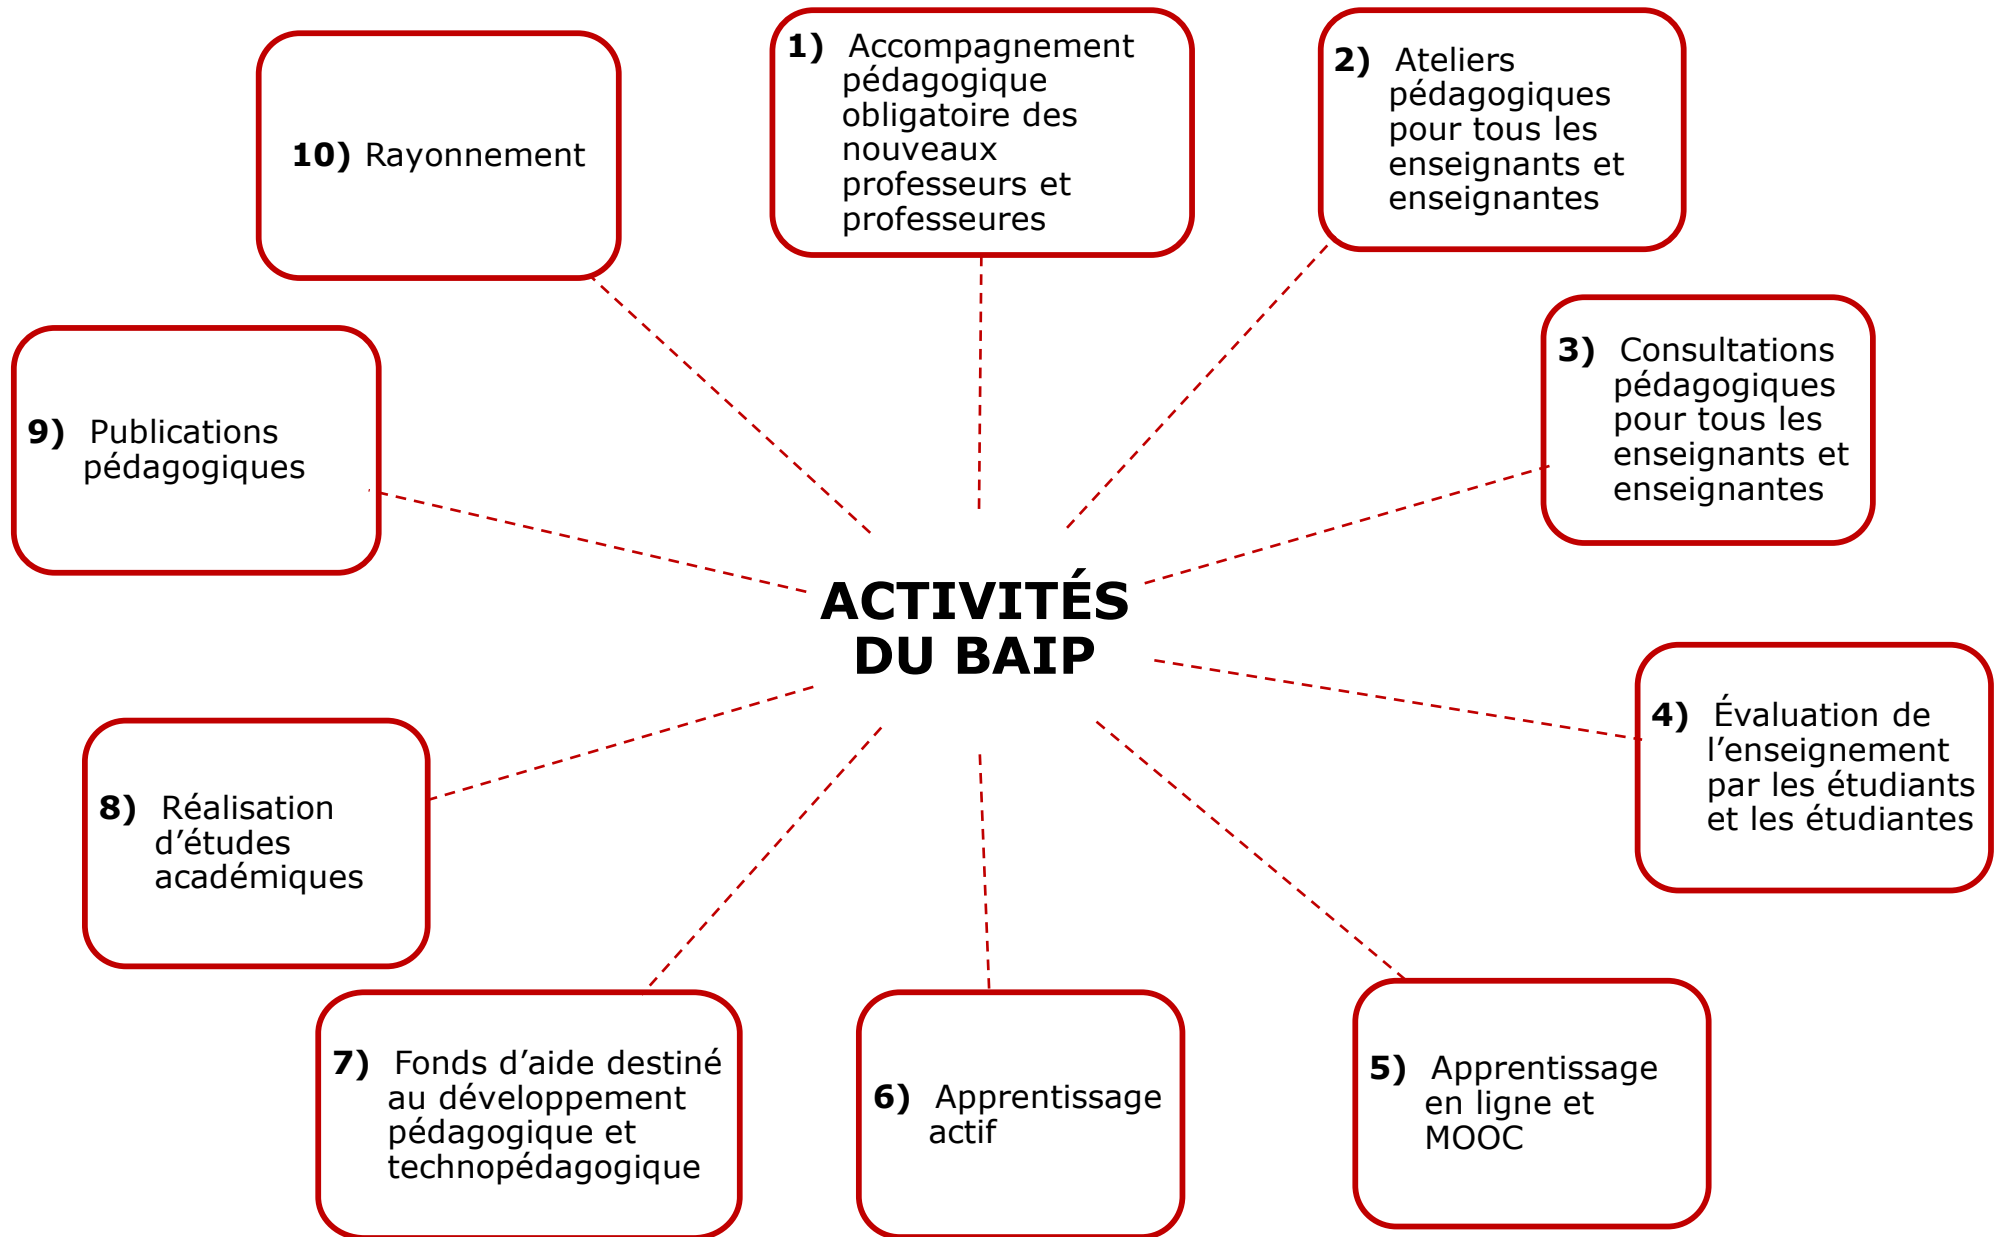 ACTIVITÉS
DU BAIP
1) Accompagnement
pédagogique
obligatoire des
nouveaux
professeurs et
professeures
2) Ateliers
pédagogiques
pour tous les
enseignants et
enseignantes
3) Consultations
pédagogiques
pour tous les
enseignants et
enseignantes
4) Évaluation de
l’enseignement
par les étudiants
et les étudiantes
5) Apprentissage
en ligne et
MOOC
6) Apprentissage
actif
7) Fonds d’aide destiné
au développement
pédagogique et
technopédagogique
8) Réalisation
d’études
académiques
9) Publications
pédagogiques
10) Rayonnement